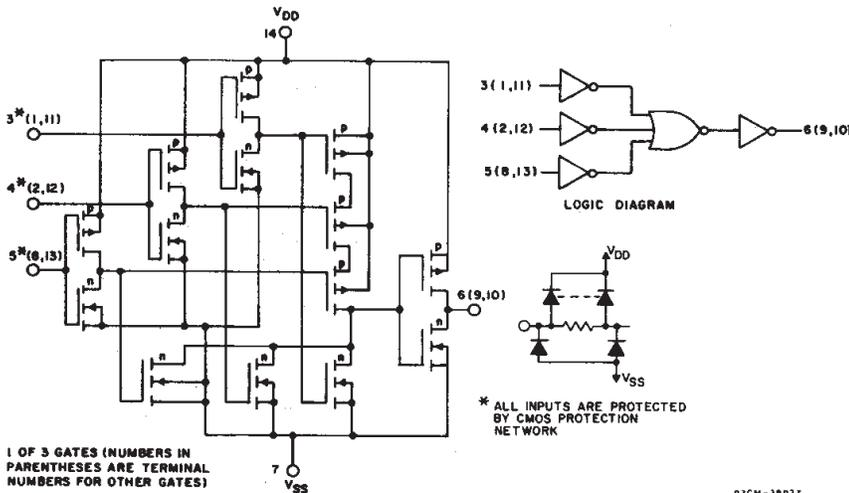 VDD
14
p
3*(1,11)
n
4*(2,12)
p
n
p
5*(8,13)
n
p
p
p
n
n
n
p
n
6(9,10)
7
VSS
1 OF 3 GATES (NUMBERS IN
PARENTHESES ARE TERMINAL
NUMBERS FOR OTHER GATES)
3(1,11)
4(2,12)
5(8,13)
6(9,10)
LOGIC DIAGRAM
VDD
VSS
* ALL INPUTS ARE PROTECTED
BY CMOS PROTECTION
NETWORK